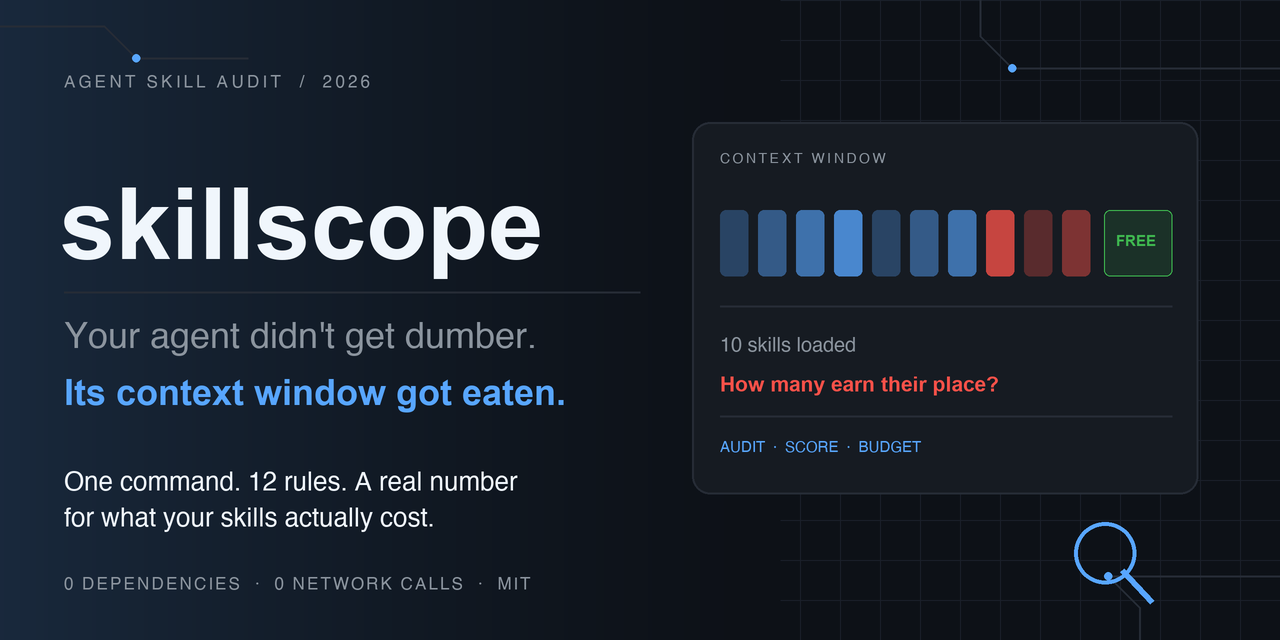 AGENT SKILL AUDIT / 2026
skillscope
Your agent didn't get dumber.
Its context window got eaten.
One command. 12 rules. A real number
for what your skills actually cost.
0 DEPENDENCIES · 0 NETWORK CALLS · MIT
CONTEXT WINDOW
FREE
10 skills loaded
How many earn their place?
AUDIT · SCORE · BUDGET